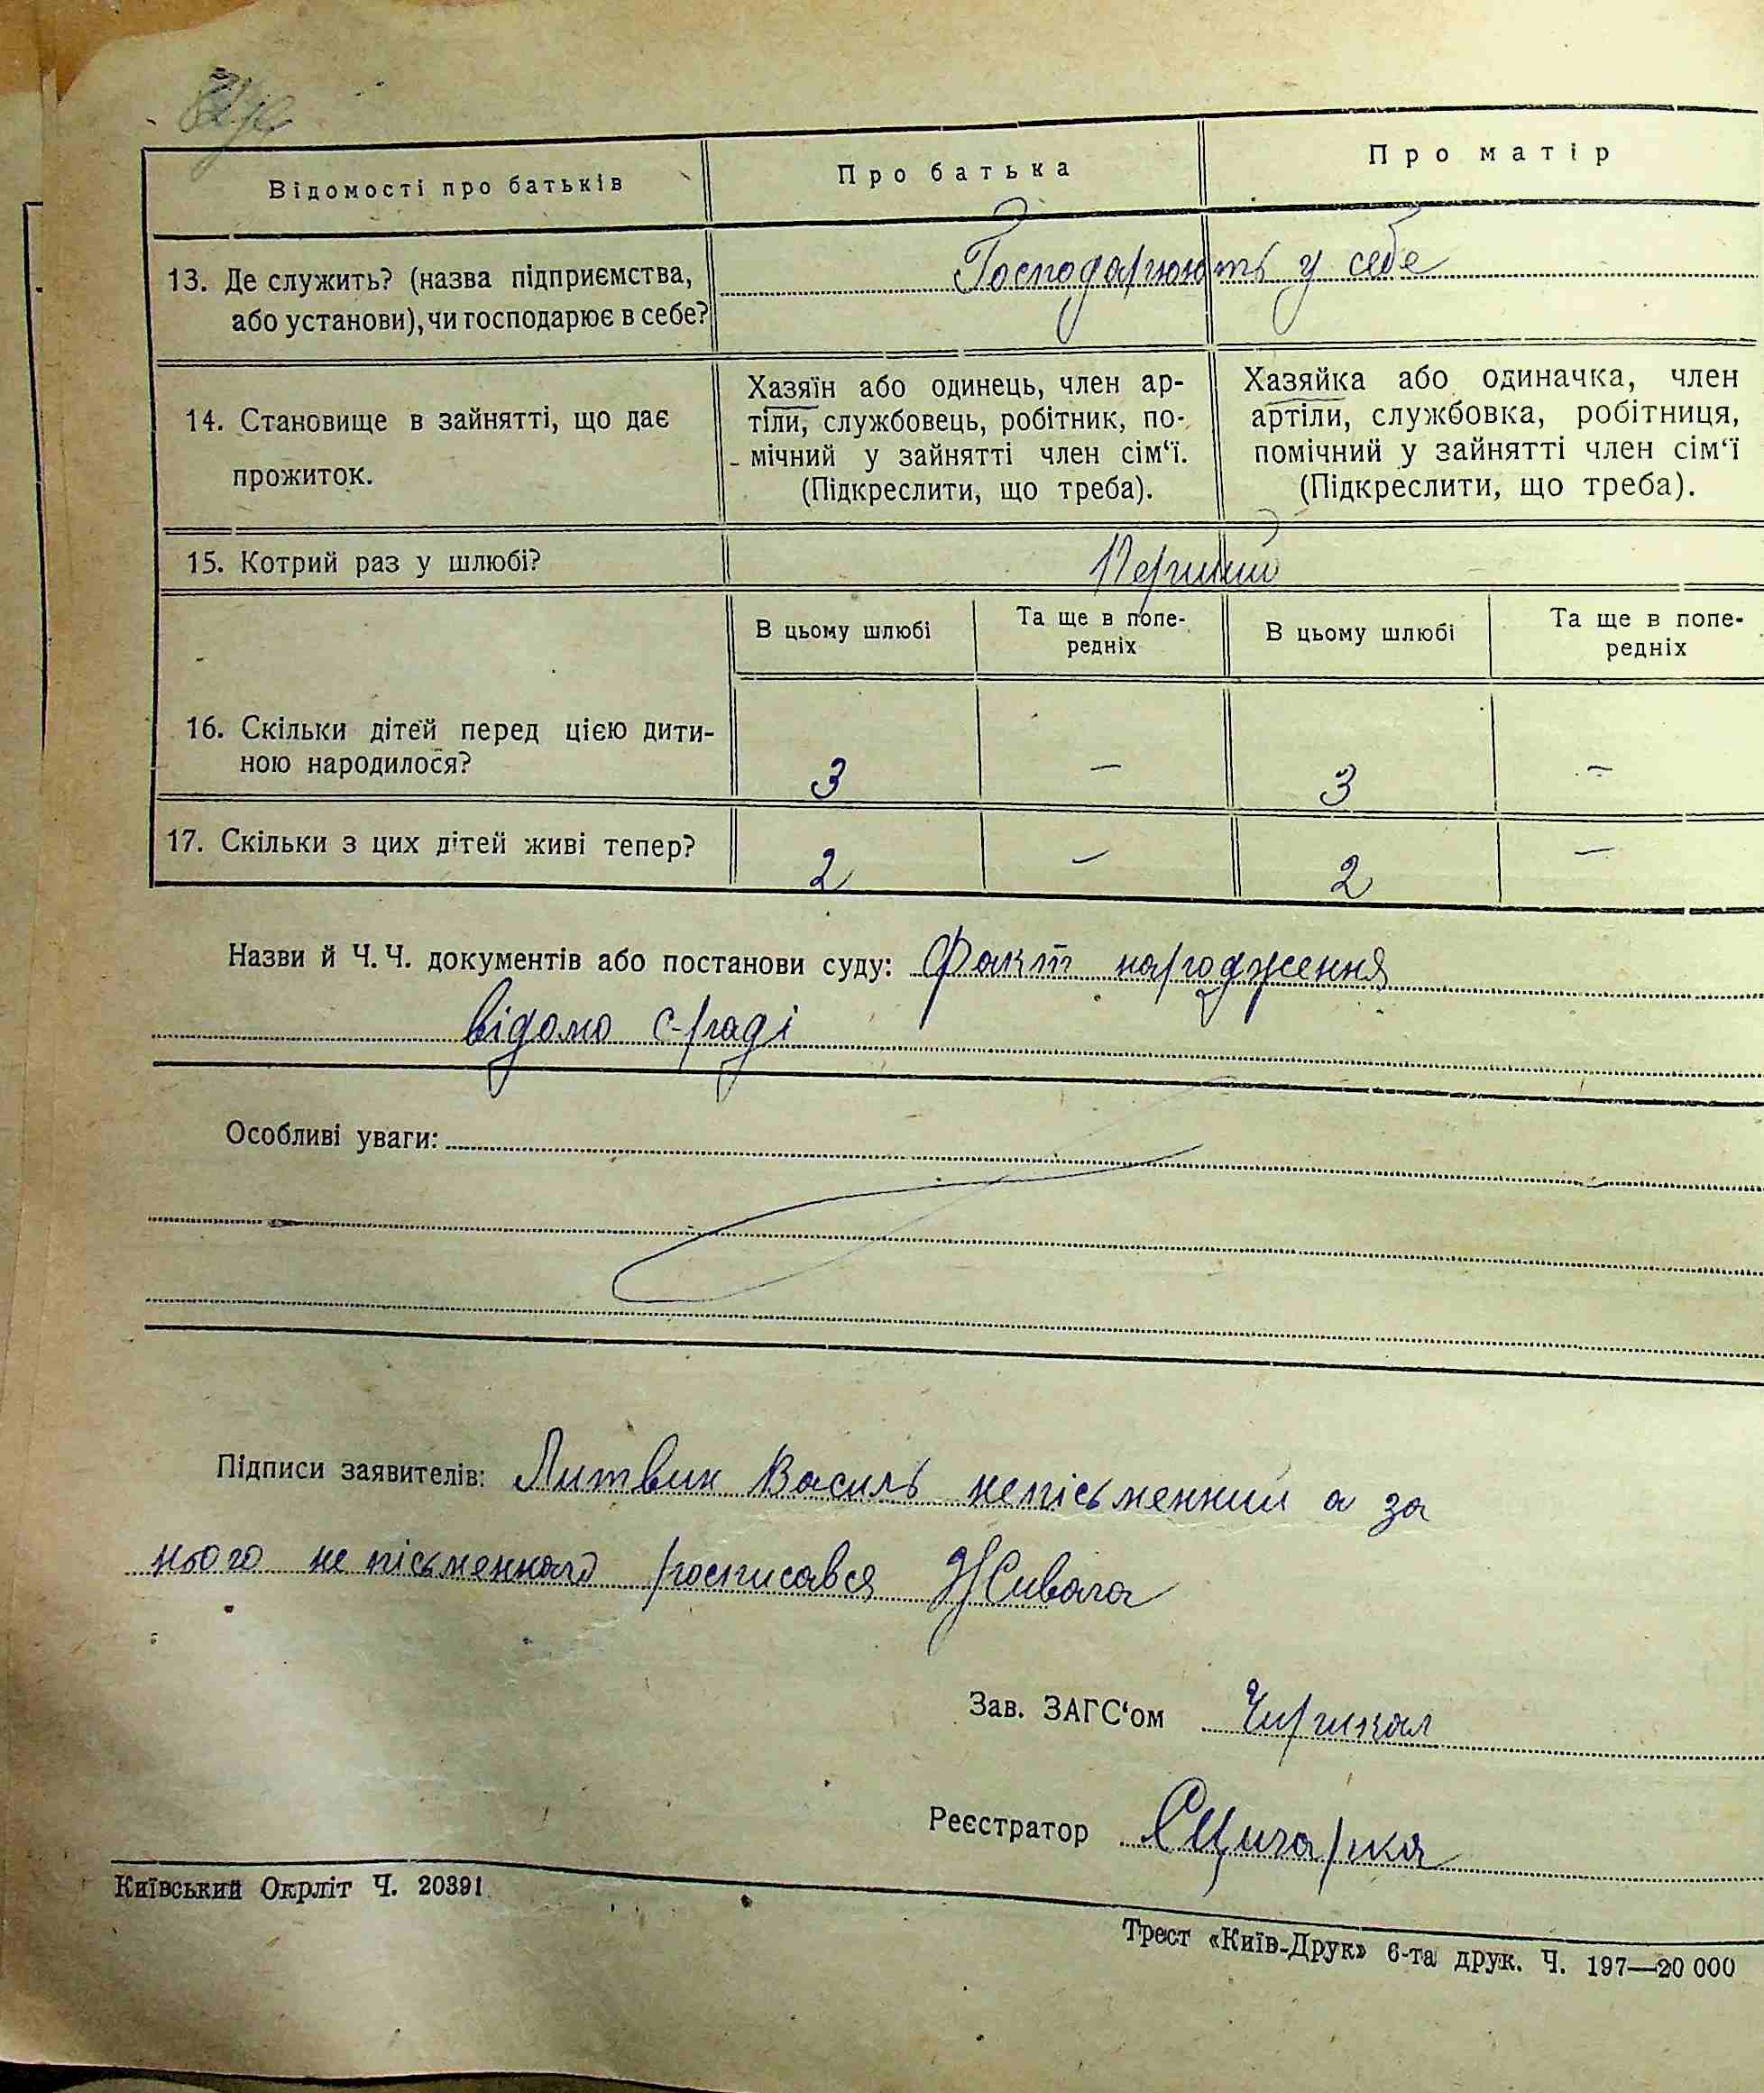 Відомості про батьків Про батька Про матір
13. Де служить? (назва підприємства, або установи), чи господарює в себе? Господарюють у себе
14. Становище в зайнятті, що дає прожиток.
Хазяїн або одинець, член ар-
тіли, службовець, робітник, по-
мічний у зайнятті член сім‘ї.
(Підкреслити, що треба).
Хазяйка або одиначка, член
артіли, службовка, робітниця,
помічний у зайнятті член сім‘ї
(Підкреслити, що треба).
15. Котрий раз у шлюбі? Перший
В цьому шлюбі Та ще в попе-
редніх В цьому шлюбі Та ще в попе-
редніх
16. Скільки дітей перед цією дити-
ною народилося? 3 — 3 —
17. Скільки з цих дітей живі тепер? 2 — 2 —
Назви й Ч. Ч. документів або постанови суду: Факт народження
відомо с-раді
Особливі уваги:
Підписи заявителів: Литвин Василь непісьменний а за
нього не пісьменного росписався
Зав. ЗАГС‘ом
Реєстратор
Київський Окрліт Ч. 20391
Трест «Київ-Друк» 6-та друк. Ч. 197—20 000